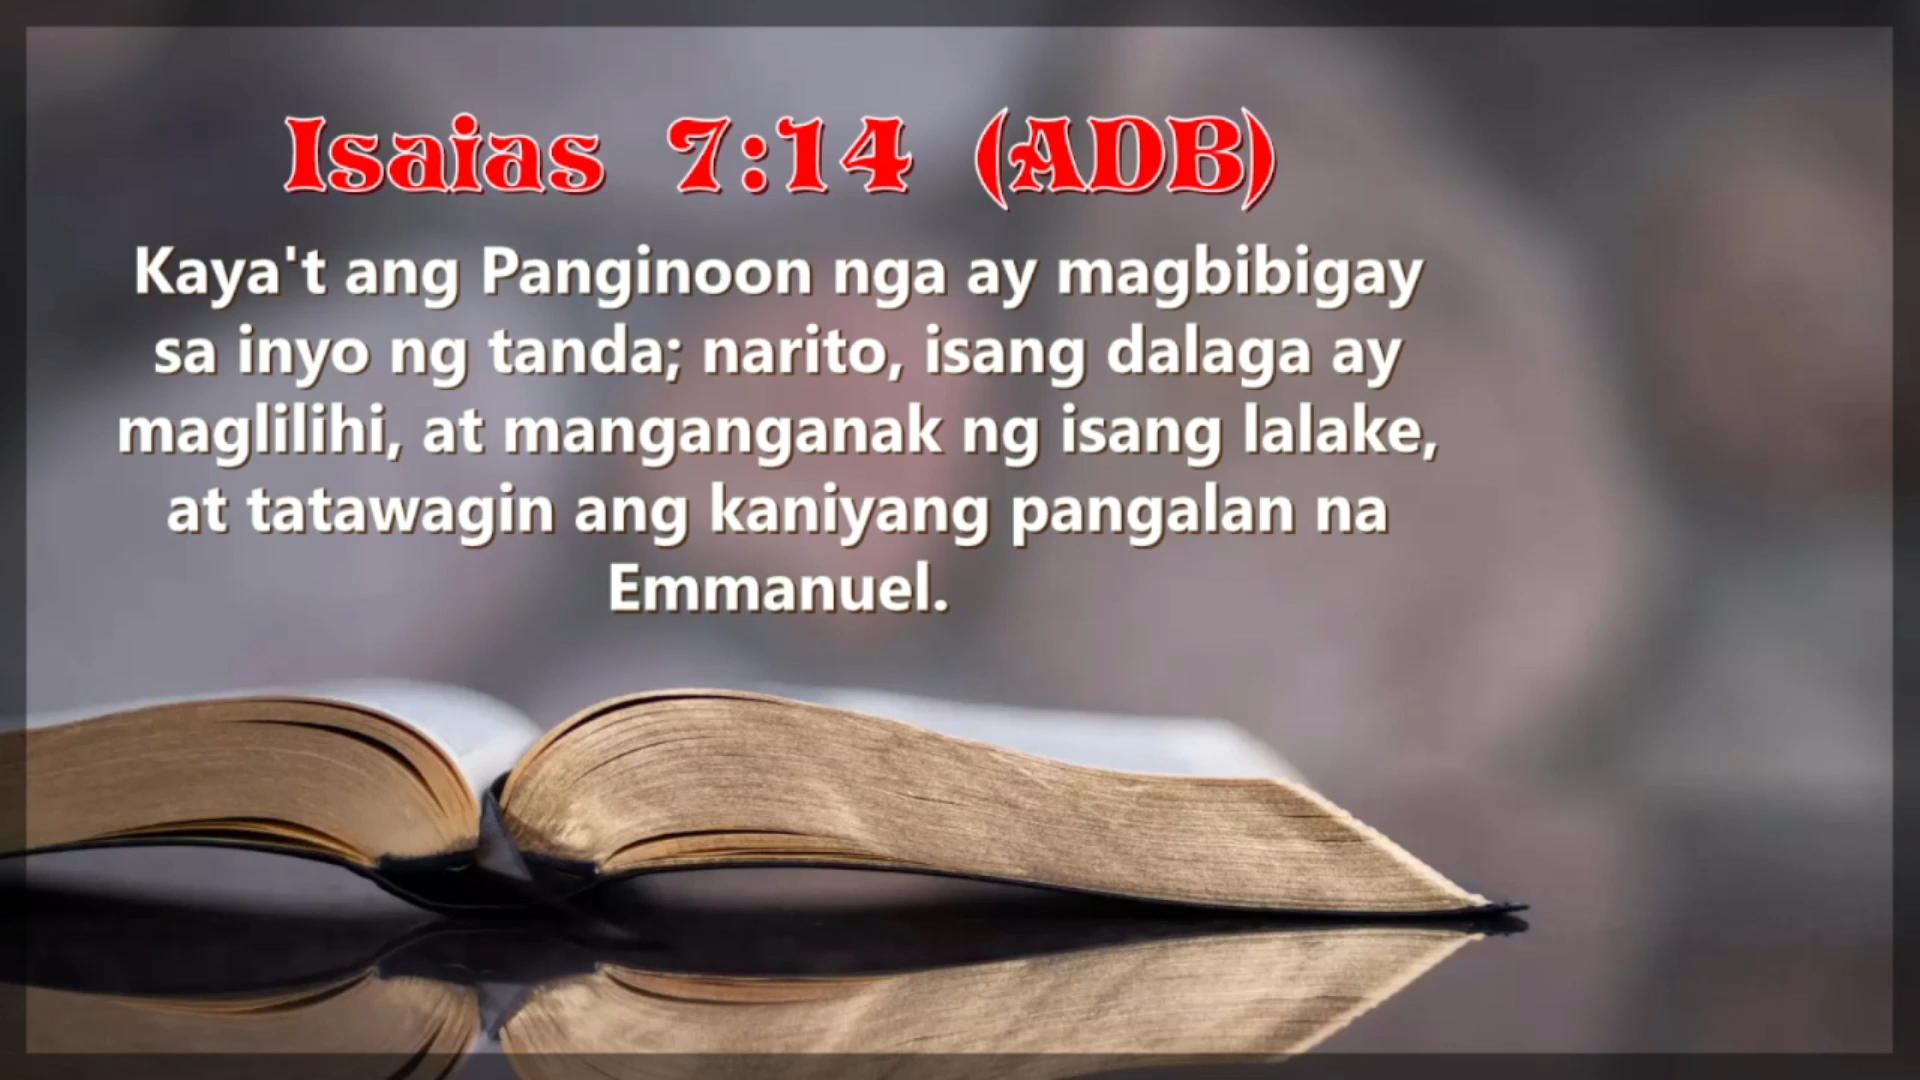 Isaias 7:14 (ADB)
Kaya't ang Panginoon nga ay magbibigay
sa inyo ng tanda; narito, isang dalaga ay
maglilihi, at manganganak ng isang lalake,
at tatawagin ang kaniyang pangalan na
Emmanuel.